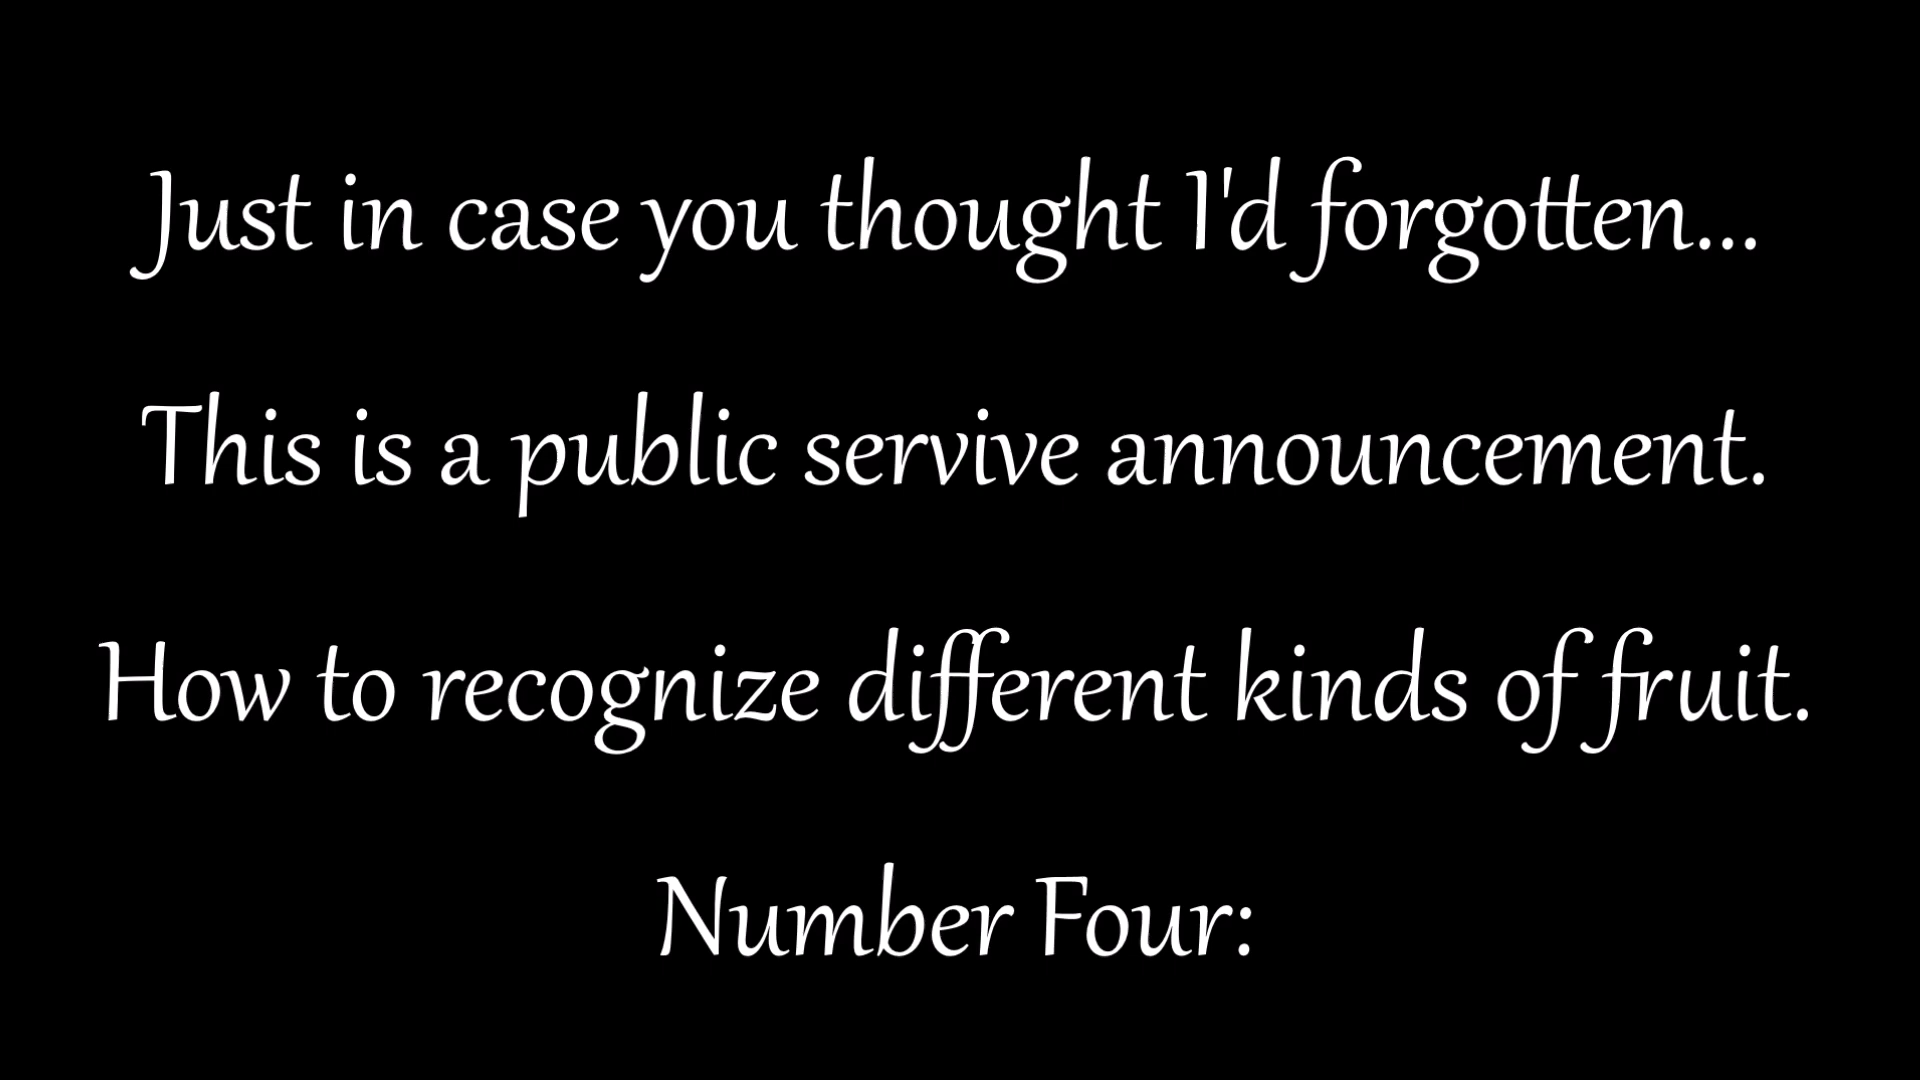 Just in case you thought I'd forgotten...
This is a public servive announcement.
How to recognize different kinds of fruit.
Number Four: